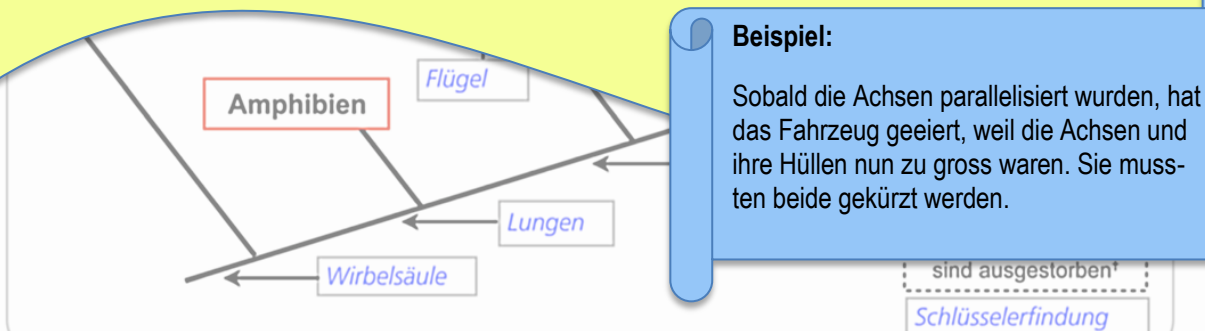 Beispiel:
Sobald die Achsen parallelisiert wurden, hat
das Fahrzeug geeiert, weil die Achsen und
ihre Hüllen nun zu gross waren. Sie muss-
ten beide gekürzt werden.
Flügel
Amphibien
Lungen
Wirbelsäule
sind ausgestorben†
Schlüsselerfindung